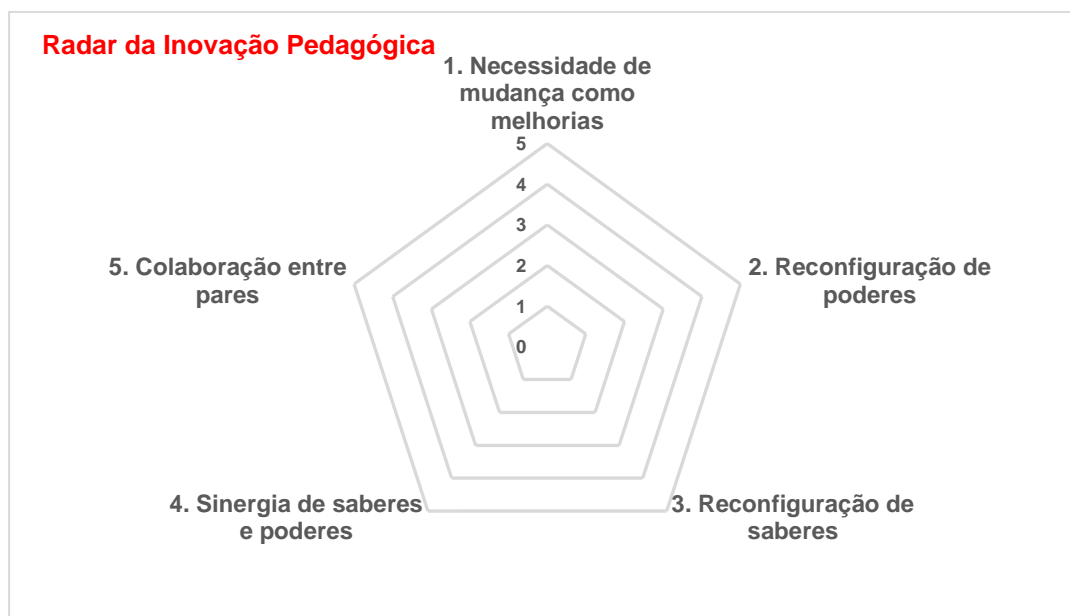 Radar da Inovação Pedagógica
1. Necessidade de
mudança como
melhorias
5
4
3
2
1
0
5. Colaboração entre
pares
2. Reconfiguração de
poderes
4. Sinergia de saberes
e poderes
3. Reconfiguração de
saberes